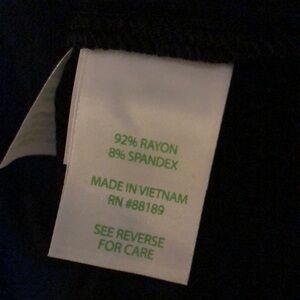 92% RAYON
8% SPANDEX
MADE IN VIETNAM
RN #88189
SEE REVERSE
FOR CARE